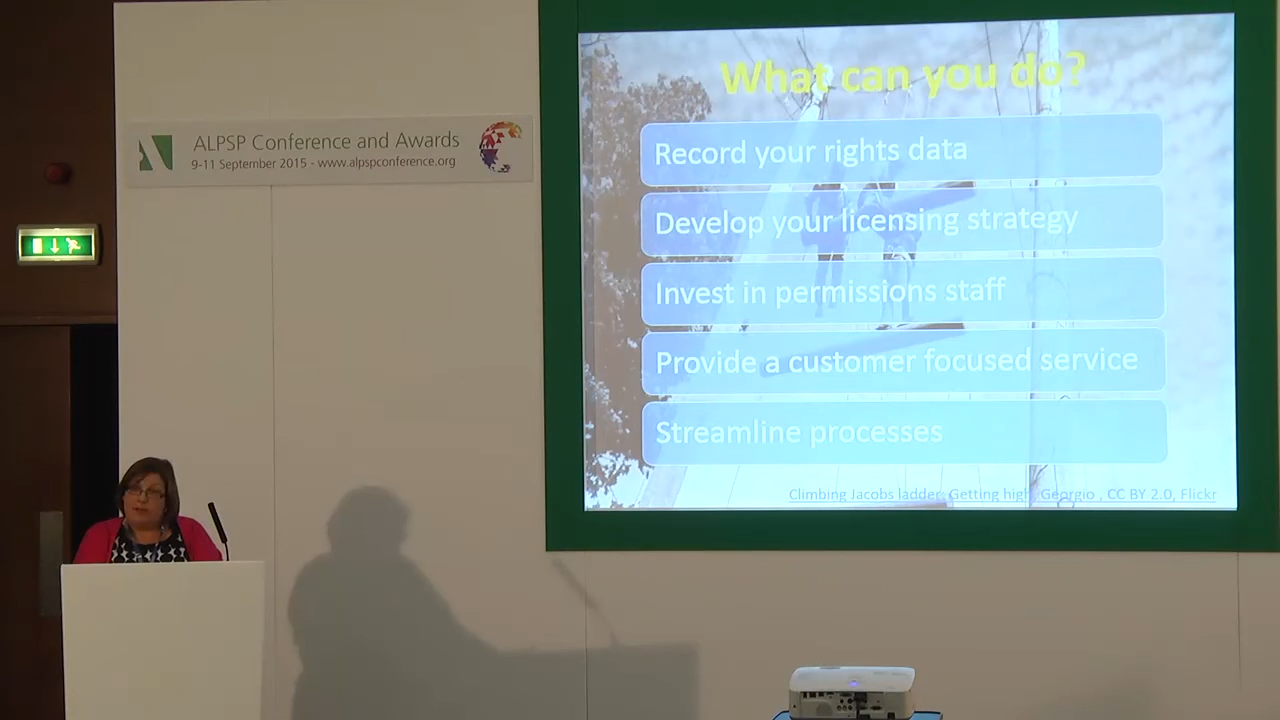 ALPSP Conference and Awards
9-11 September 2015 - www.alpspconference.org
What can you do?
Record your rights data
Develop your licensing strategy
Invest in permissions staff
Provide a customer focused service
Streamline processes
Climbing Jacobs ladder: Getting high, Georgio , CC BY 2.0, Flickr